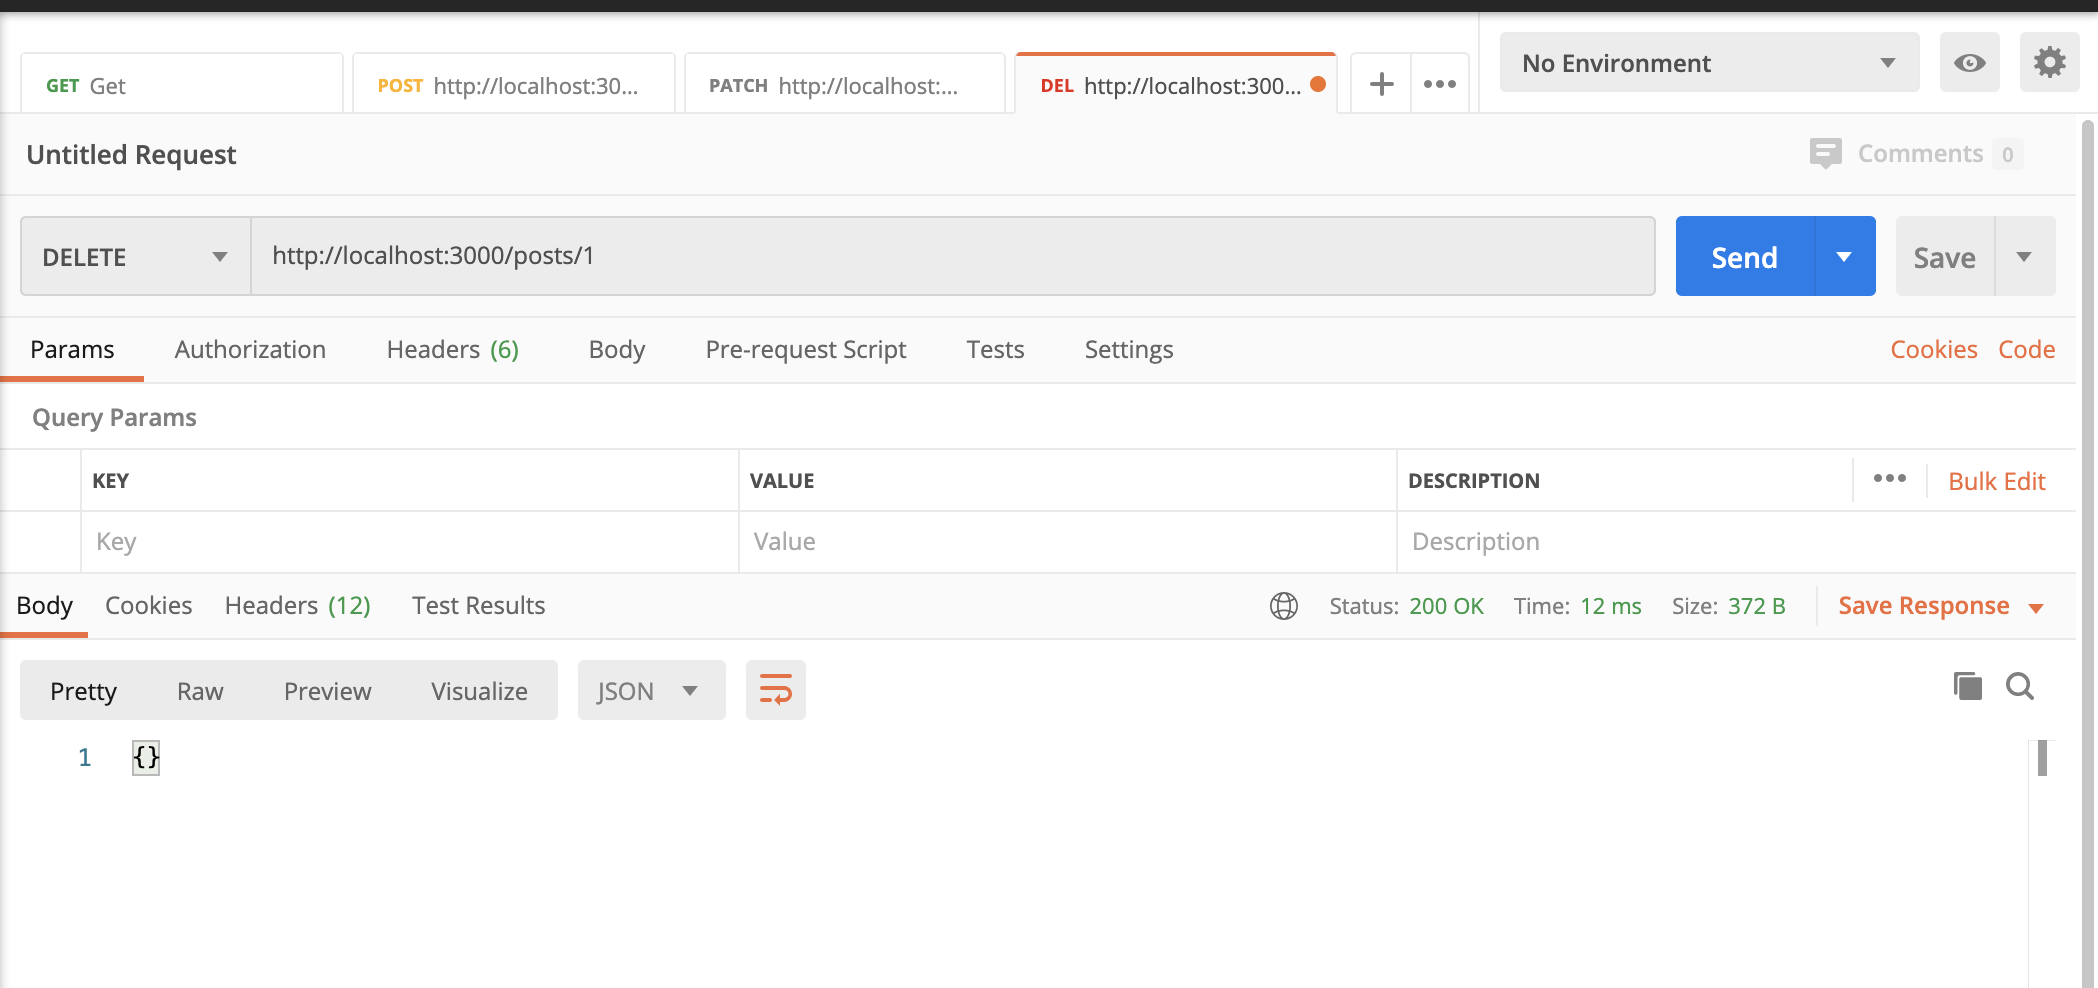 GET Get POST http://localhost:30... PATCH http://localhost:... DEL http://localhost:300... + ••• No Environment
Untitled Request Comments 0
DELETE http://localhost:3000/posts/1 Send Save
Params Authorization Headers (6) Body Pre-request Script Tests Settings Cookies Code
Query Params
KEY VALUE DESCRIPTION ••• Bulk Edit
Key Value Description
Body Cookies Headers (12) Test Results Status: 200 OK Time: 12 ms Size: 372 B Save Response
Pretty Raw Preview Visualize JSON
1 {}